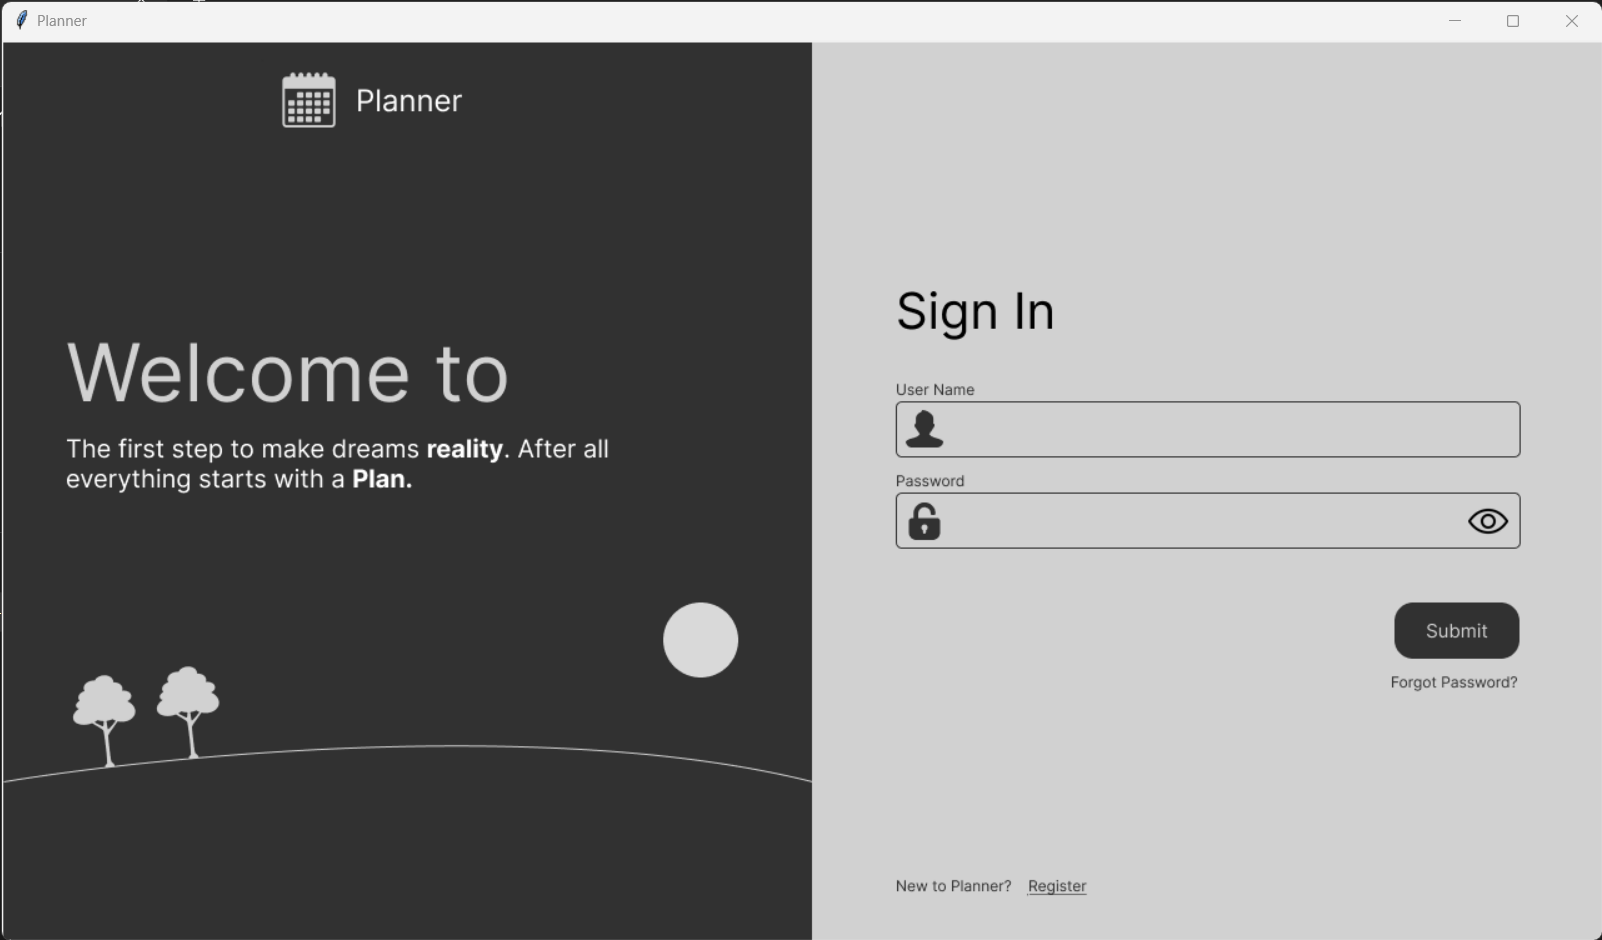 Planner
Planner
Welcome to
The first step to make dreams reality. After all
everything starts with a Plan.
Sign In
User Name
Password
Submit
Forgot Password?
New to Planner? Register